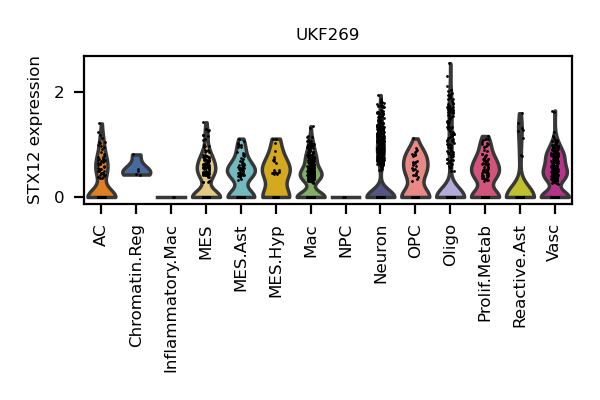 UKF269
STX12 expression
2
0
AC
Chromatin.Reg
Inflammatory.Mac
MES
MES.Ast
MES.Hyp
Mac
NPC
Neuron
OPC
Oligo
Prolif.Metab
Reactive.Ast
Vasc